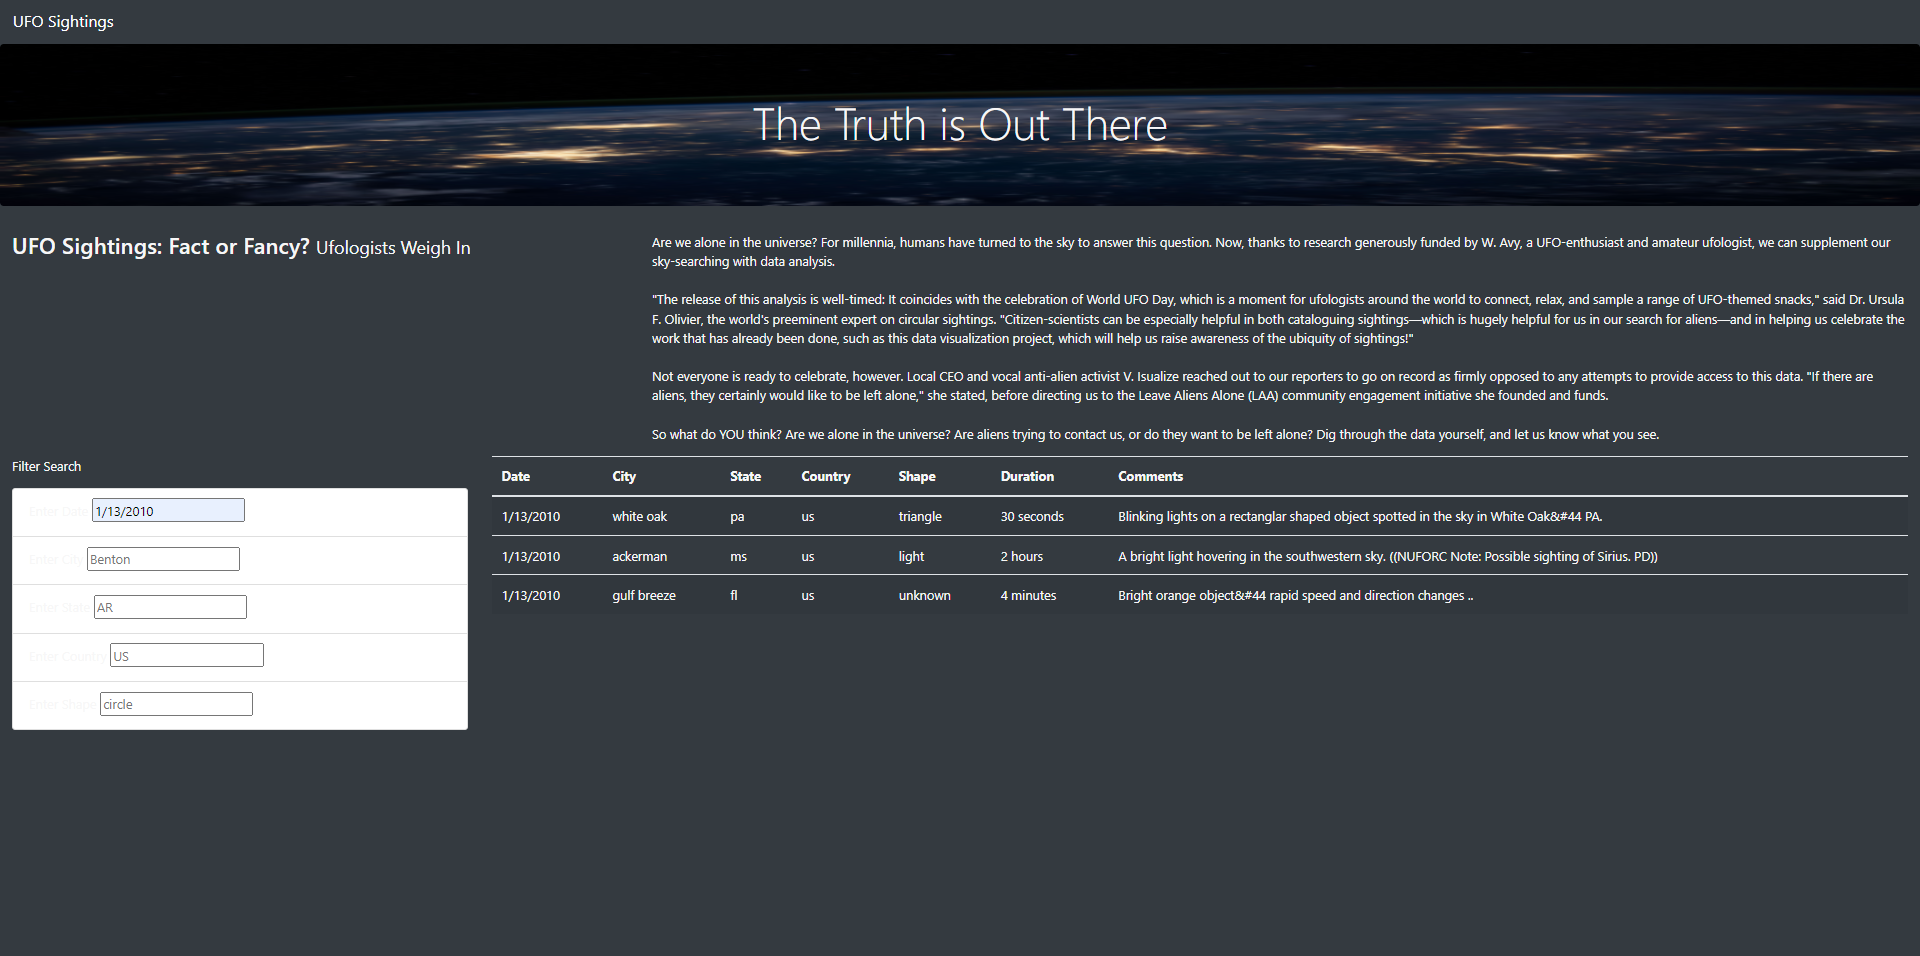 UFO Sightings
The Truth is Out There
UFO Sightings: Fact or Fancy? Ufologists Weigh In
Are we alone in the universe? For millennia, humans have turned to the sky to answer this question. Now, thanks to research generously funded by W. Avy, a UFO-enthusiast and amateur ufologist, we can supplement our
sky-searching with data analysis.
"The release of this analysis is well-timed: It coincides with the celebration of World UFO Day, which is a moment for ufologists around the world to connect, relax, and sample a range of UFO-themed snacks," said Dr. Ursula
F. Olivier, the world's preeminent expert on circular sightings. "Citizen-scientists can be especially helpful in both cataloguing sightings—which is hugely helpful for us in our search for aliens—and in helping us celebrate the
work that has already been done, such as this data visualization project, which will help us raise awareness of the ubiquity of sightings!"
Not everyone is ready to celebrate, however. Local CEO and vocal anti-alien activist V. Isualize reached out to our reporters to go on record as firmly opposed to any attempts to provide access to this data. "If there are
aliens, they certainly would like to be left alone," she stated, before directing us to the Leave Aliens Alone (LAA) community engagement initiative she founded and funds.
So what do YOU think? Are we alone in the universe? Are aliens trying to contact us, or do they want to be left alone? Dig through the data yourself, and let us know what you see.
Filter Search
Enter Date 1/13/2010
Enter City Benton
Enter State AR
Enter Country US
Enter Shape circle
Date City State Country Shape Duration Comments
1/13/2010 white oak pa us triangle 30 seconds Blinking lights on a rectanglar shaped object spotted in the sky in White Oak&#44 PA.
1/13/2010 ackerman ms us light 2 hours A bright light hovering in the southwestern sky. ((NUFORC Note: Possible sighting of Sirius. PD))
1/13/2010 gulf breeze fl us unknown 4 minutes Bright orange object&#44 rapid speed and direction changes ..